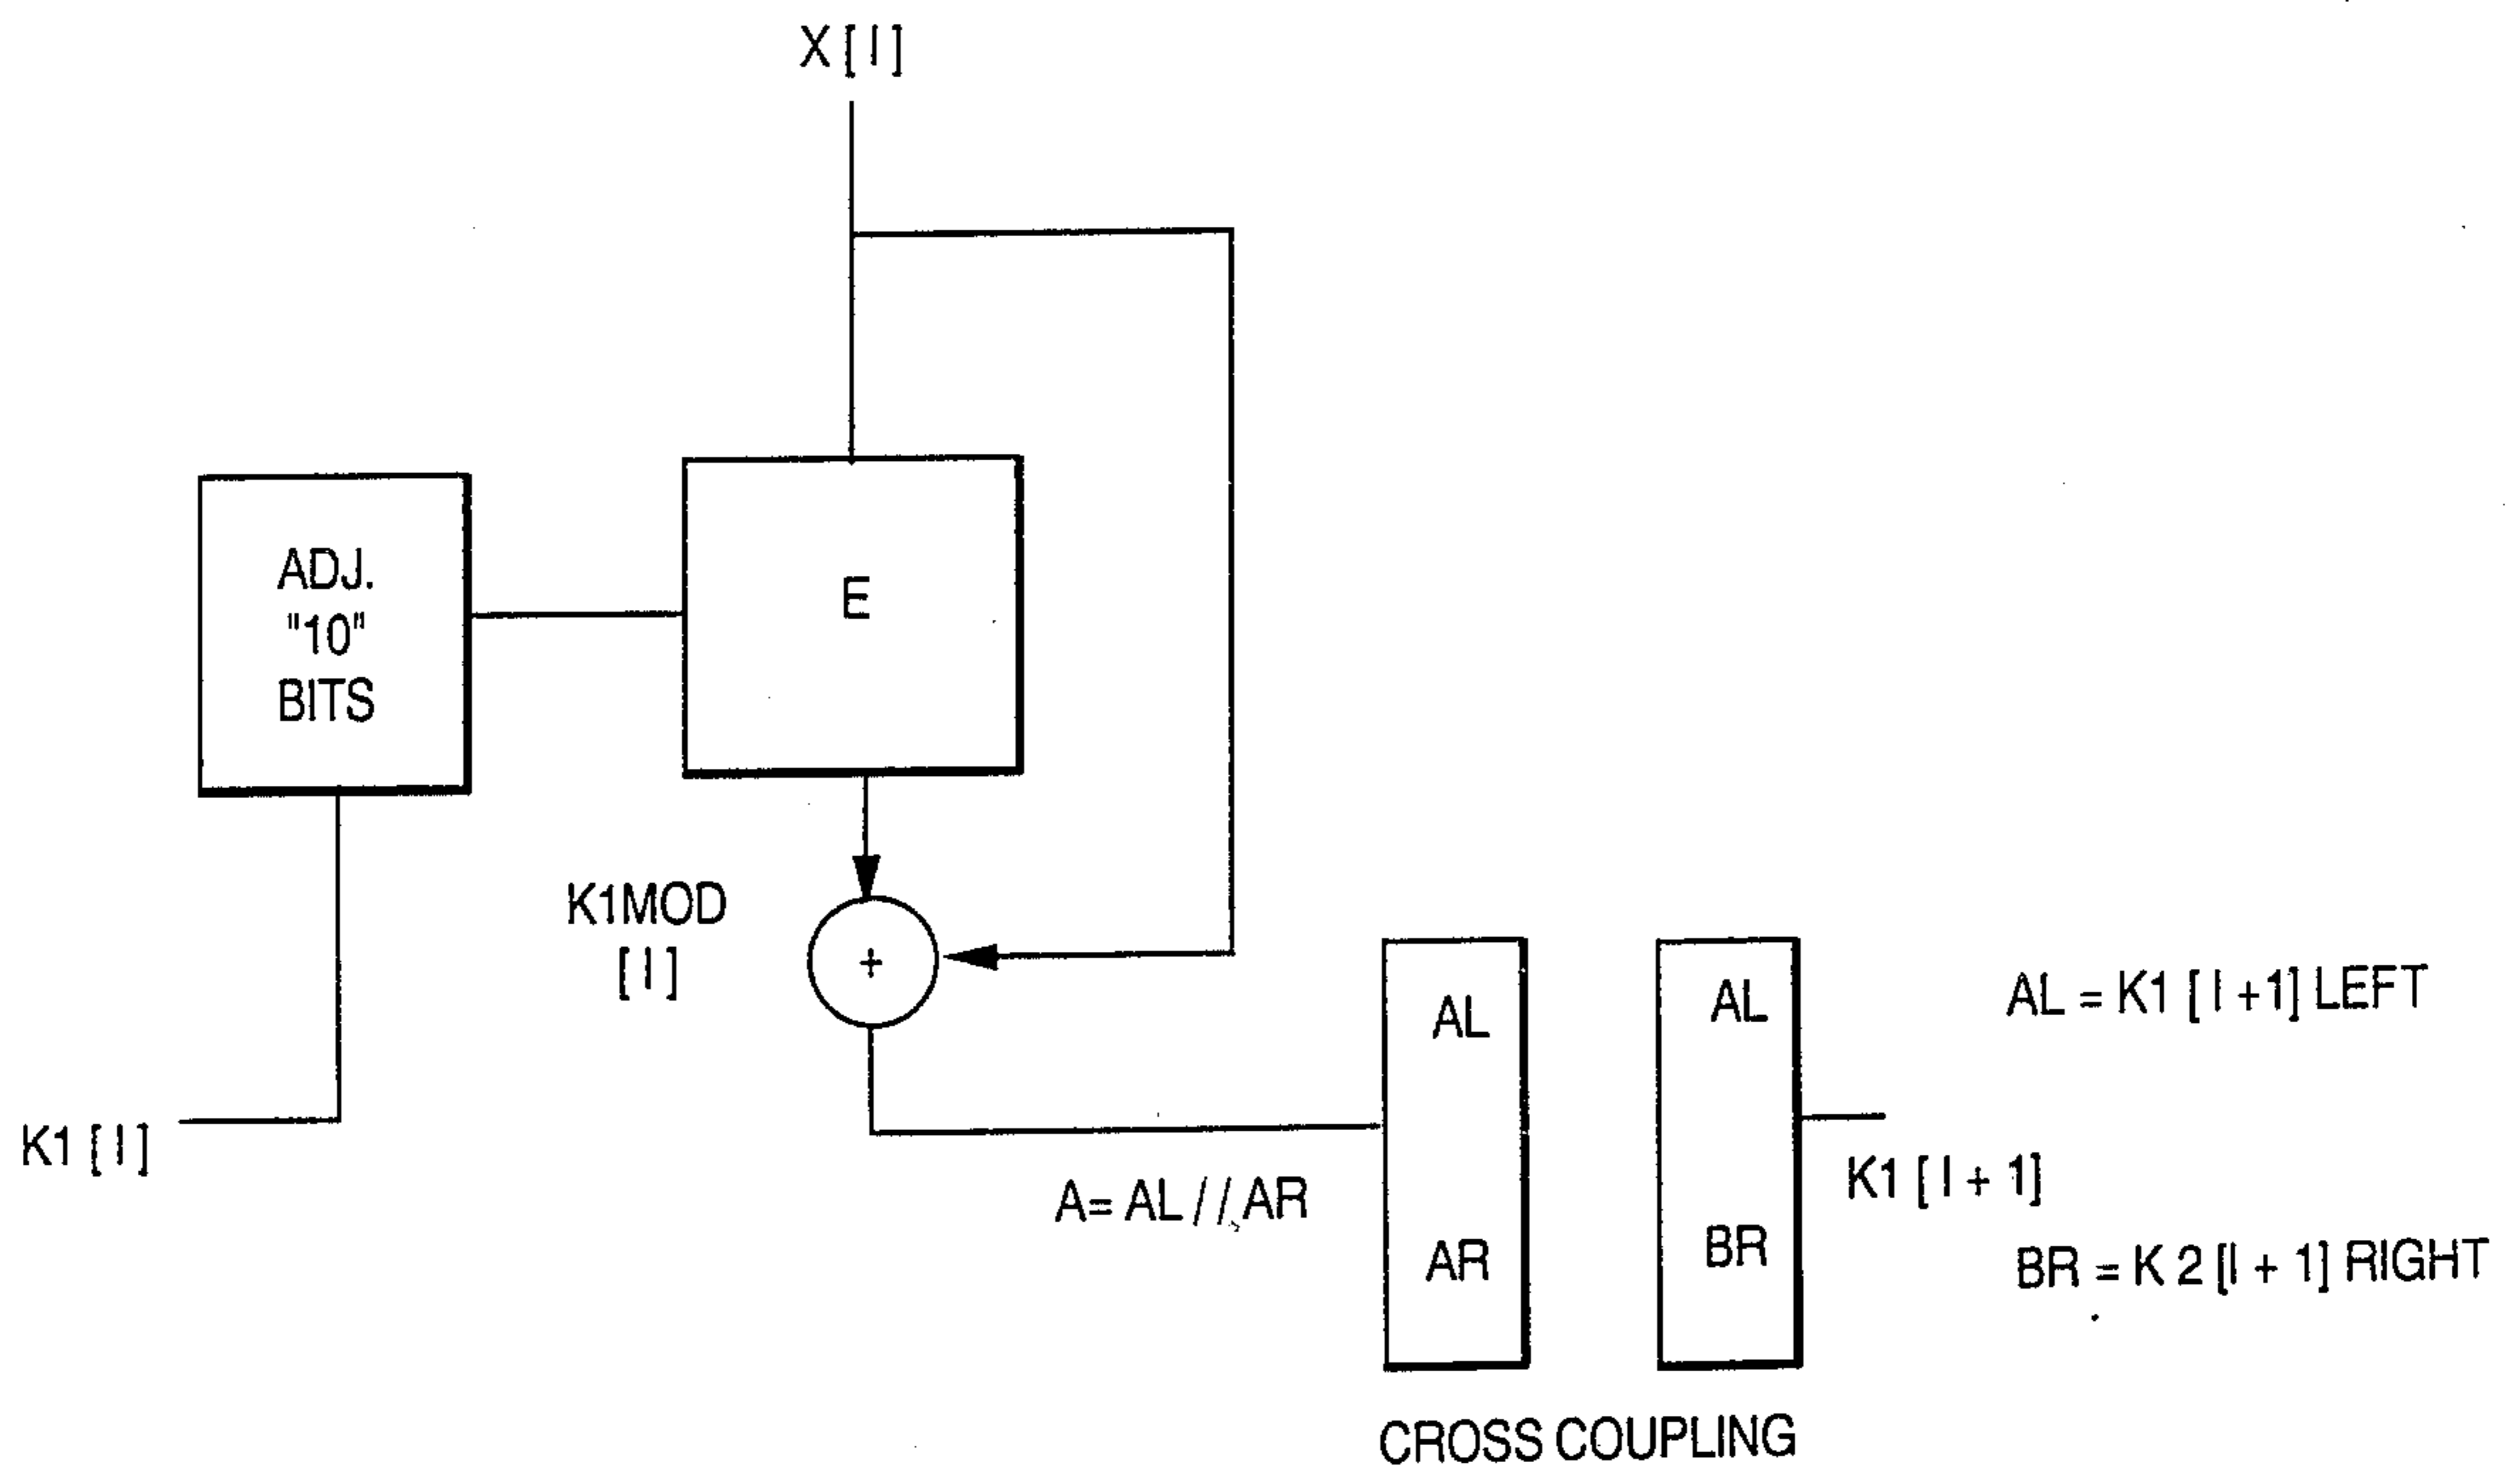 X [ I ]
ADJ.
"10"
BITS
E
K1MOD
[ I ]
+
K1 [ I ]
A= AL // AR
AL
AR
AL
BR
AL = K1 [ I +1] LEFT
K1 [ I + 1]
BR = K 2 [I + 1] RIGHT
CROSS COUPLING